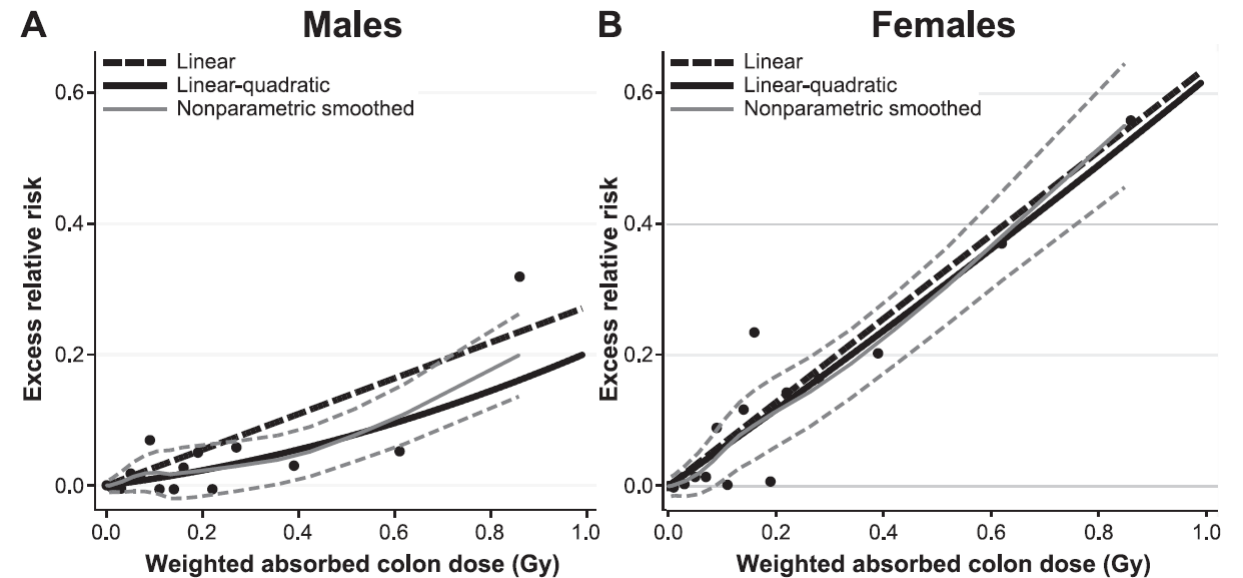 A
Males
Linear
Linear-quadratic
Nonparametric smoothed
0.6
0.4
0.2
0.0
Excess relative risk
0.0 0.2 0.4 0.6 0.8 1.0
Weighted absorbed colon dose (Gy)
B
Females
Linear
Linear-quadratic
Nonparametric smoothed
0.6
0.4
0.2
0.0
Excess relative risk
0.0 0.2 0.4 0.6 0.8 1.0
Weighted absorbed colon dose (Gy)